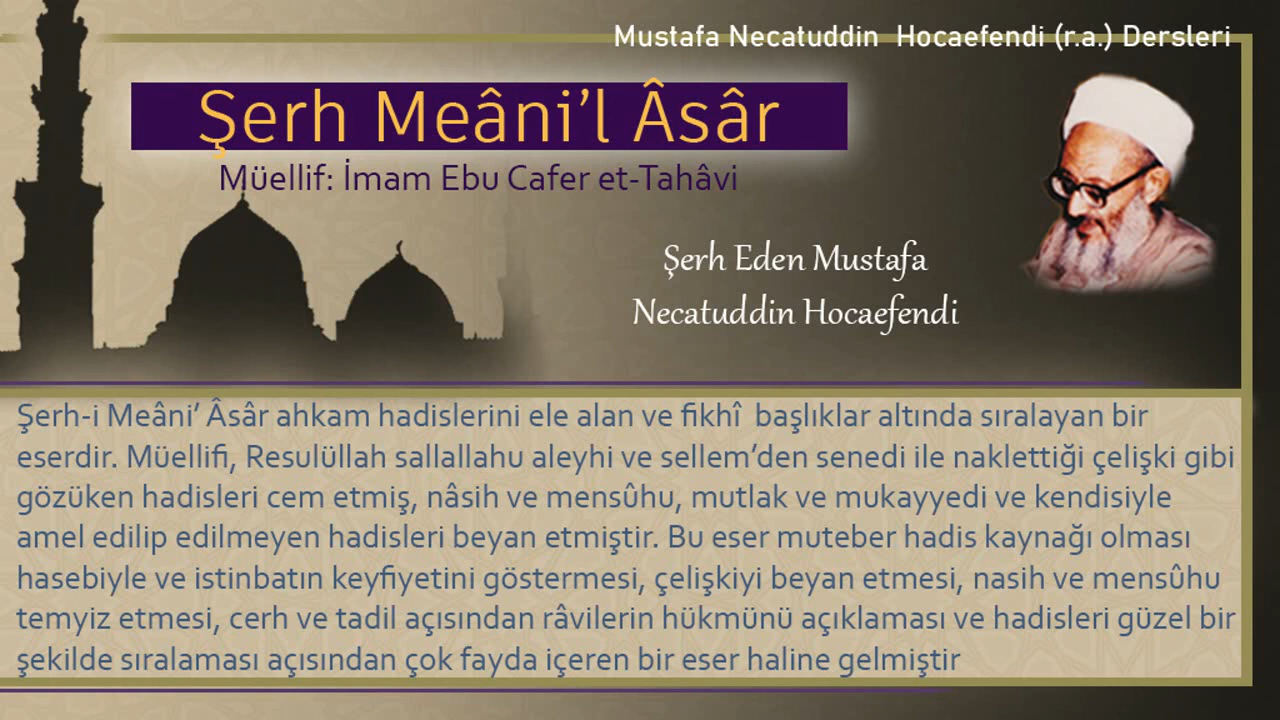 Mustafa Necatuddin Hocaefendi (r.a.) Dersleri
Şerh Meâni’l Âsâr
Müellif: İmam Ebu Cafer et-Tahâvi
Şerh Eden Mustafa
Necatuddin Hocaefendi
Şerh-i Meâni’ Âsâr ahkam hadislerini ele alan ve fikhî başlıklar altında sıralayan bir
eserdir. Müellifi, Resulüllah sallallahu aleyhi ve sellem’den senedi ile naklettiği çelişki gibi
gözüken hadisleri cem etmiş, nâsih ve mensûhu, mutlak ve mukayyedi ve kendisiyle
amel edilip edilmeyen hadisleri beyan etmiştir. Bu eser muteber hadis kaynağı olması
hasebiyle ve istinbatın keyfiyetini göstermesi, çelişkiyi beyan etmesi, nasih ve mensûhu
temyiz etmesi, cerh ve tadil açısından râvilerin hükmünü açıklaması ve hadisleri güzel bir
şekilde sıralaması açısından çok fayda içeren bir eser haline gelmiştir